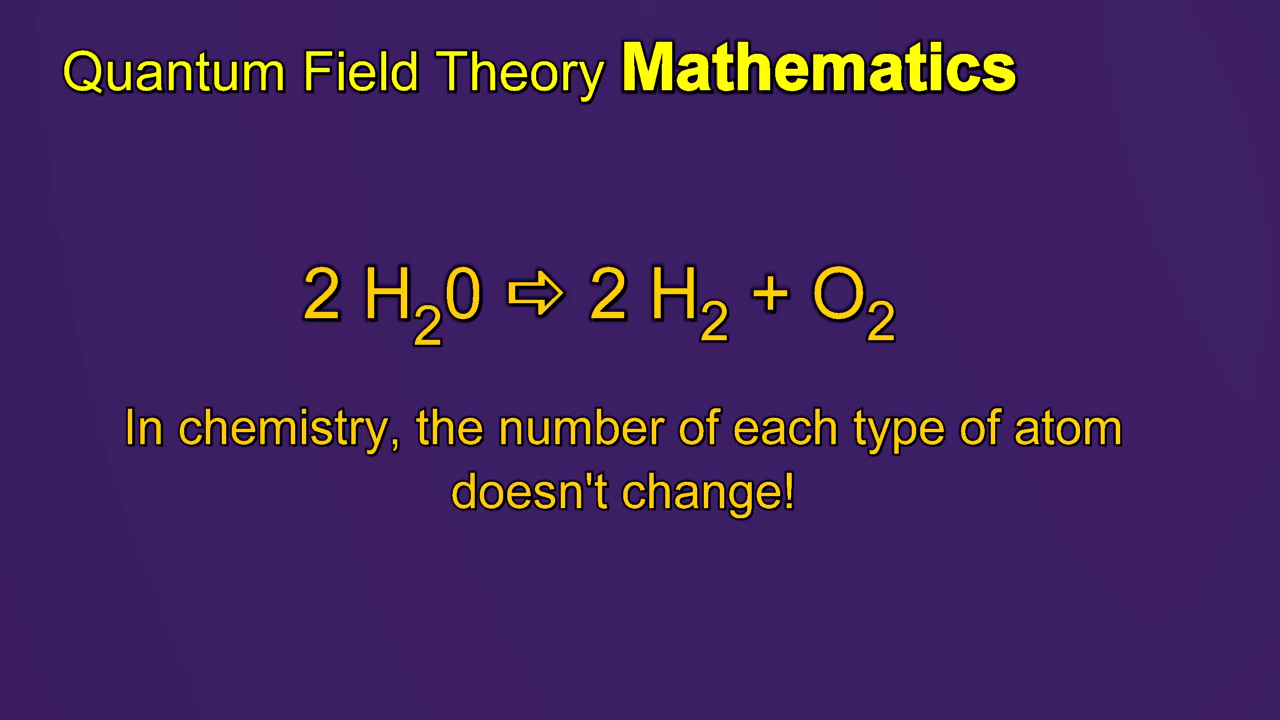 Quantum Field Theory Mathematics
2 H₂0 ⇨ 2 H₂ + O₂
In chemistry, the number of each type of atom
doesn't change!